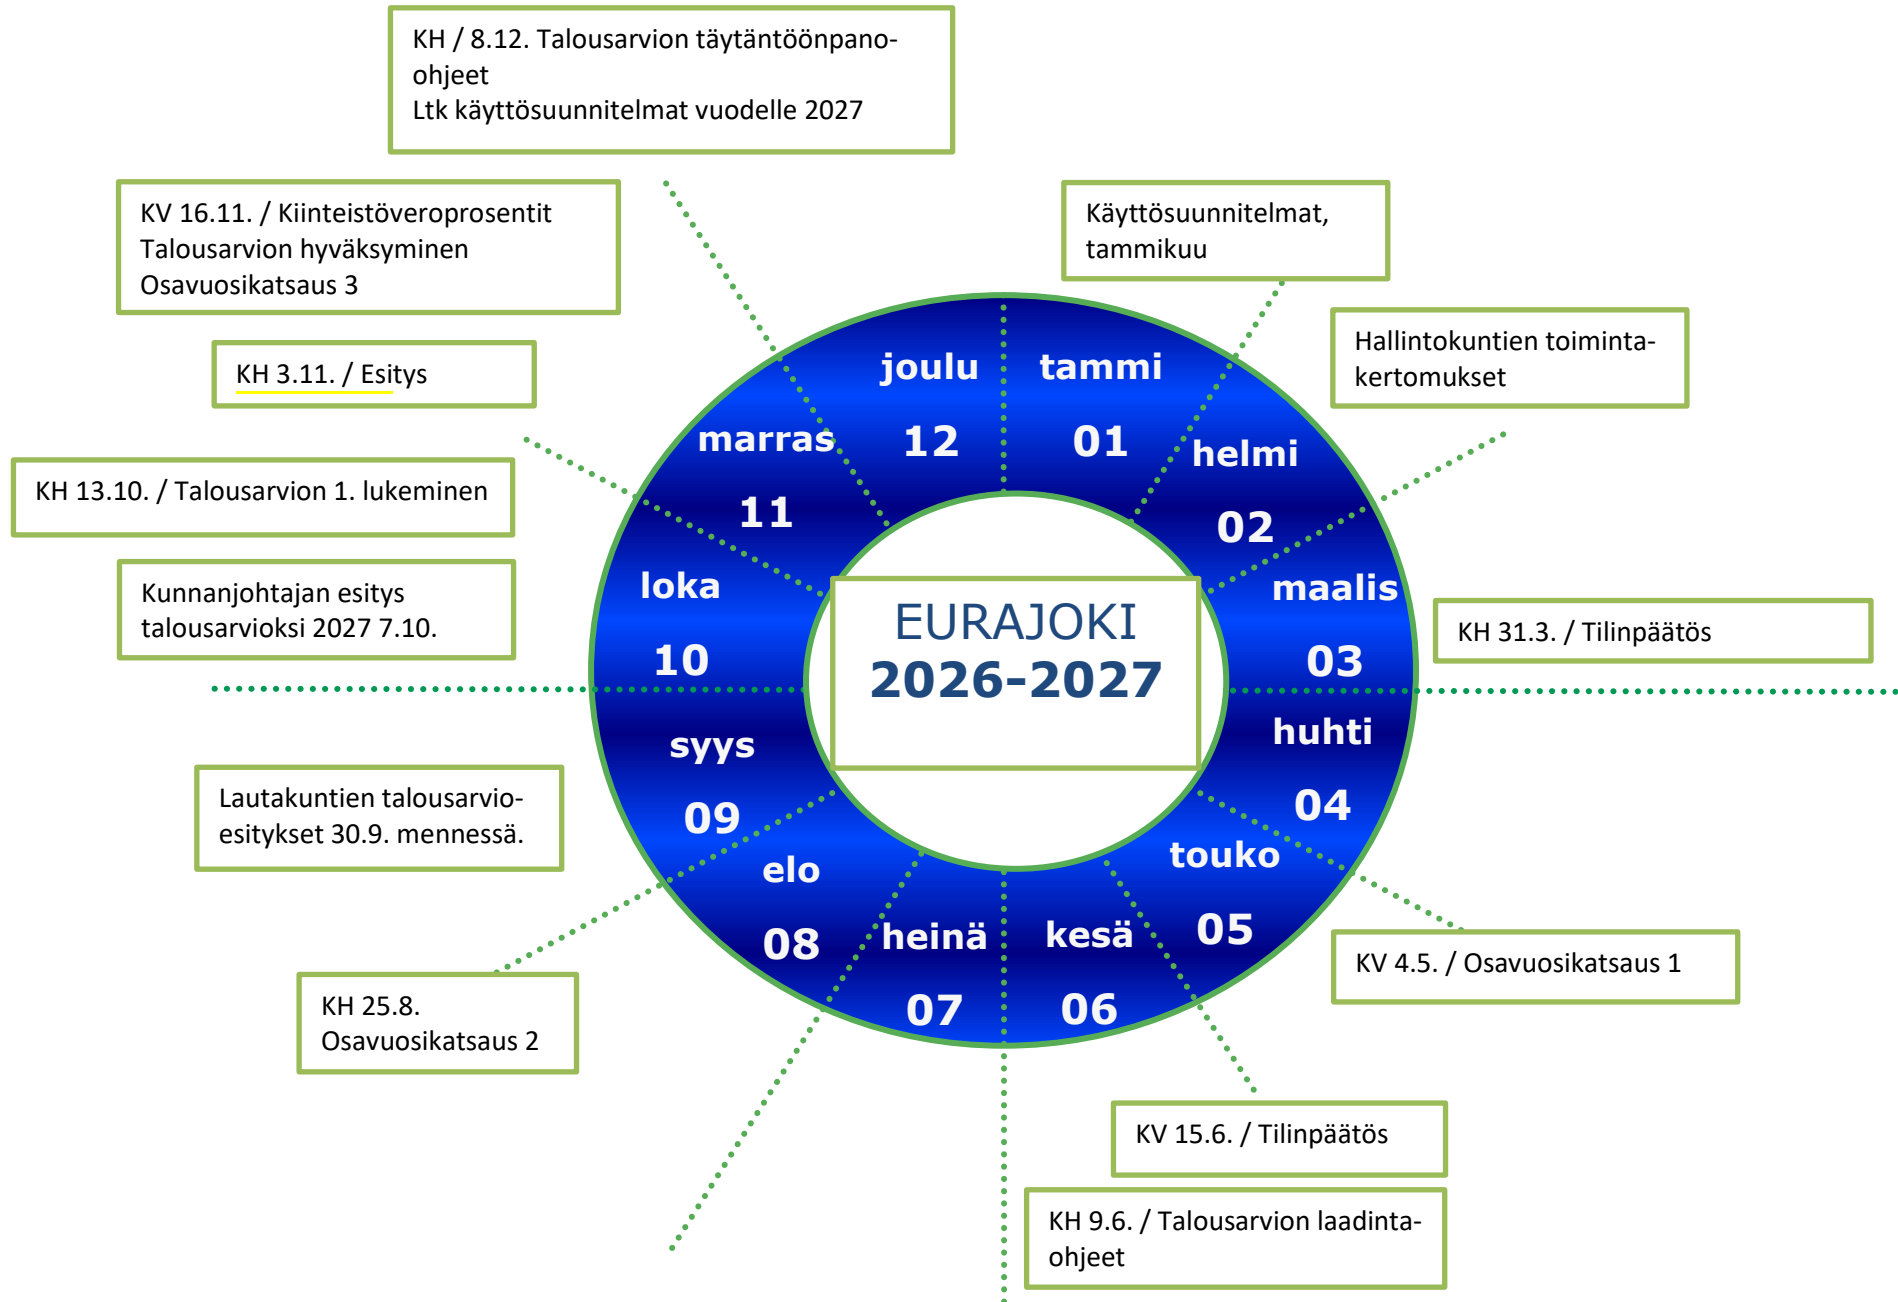 KH / 8.12. Talousarvion täytäntöönpano-
ohjeet
Ltk käyttösuunnitelmat vuodelle 2027
KV 16.11. / Kiinteistöveroprosentit
Talousarvion hyväksyminen
Osavuosikatsaus 3
Käyttösuunnitelmat,
tammikuu
KH 3.11. / Esitys
Hallintokuntien toiminta-
kertomukset
KH 13.10. / Talousarvion 1. lukeminen
Kunnanjohtajan esitys
talousarvioksi 2027 7.10.
KH 31.3. / Tilinpäätös
Lautakuntien talousarvio-
esitykset 30.9. mennessä.
KV 4.5. / Osavuosikatsaus 1
KH 25.8.
Osavuosikatsaus 2
KV 15.6. / Tilinpäätös
KH 9.6. / Talousarvion laadinta-
ohjeet
EURAJOKI
2026-2027
tammi
01
helmi
02
maalis
03
huhti
04
touko
05
kesä
06
heinä
07
elo
08
syys
09
loka
10
marras
11
joulu
12